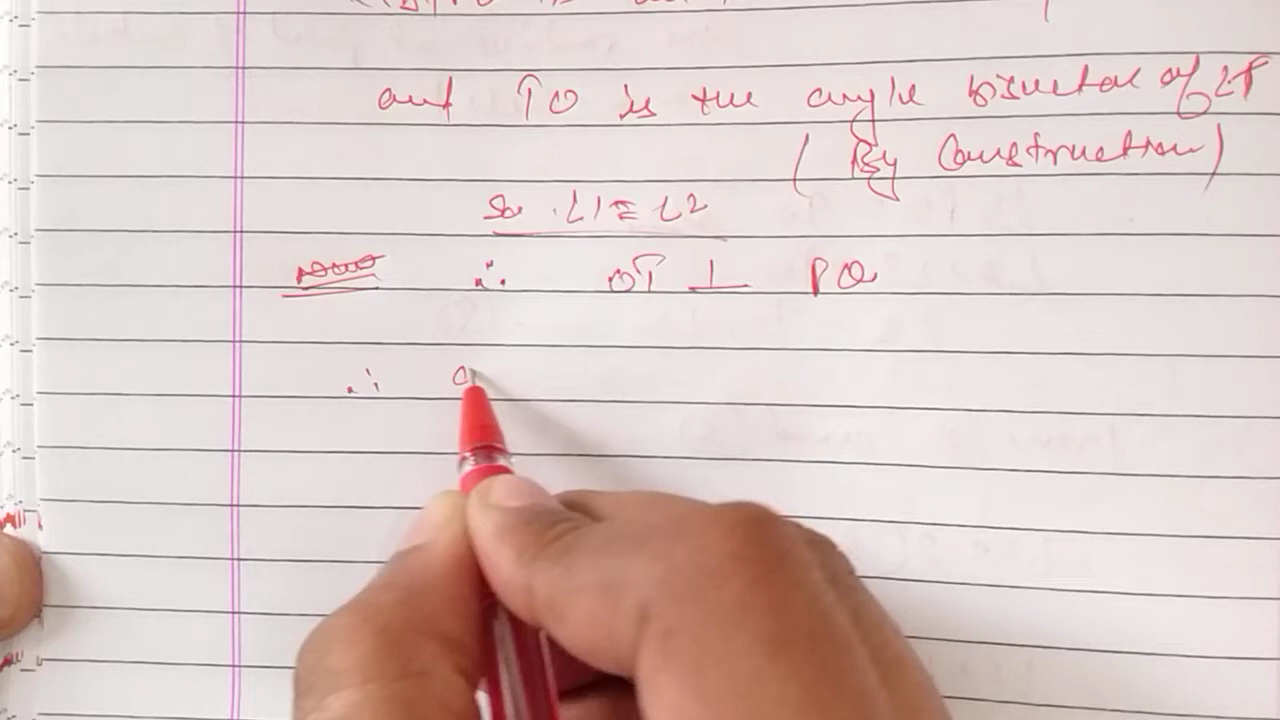 and TO is the angle bisector of ∠P
(By Construction)
So ∠1 = ∠2
∴ OT ⊥ PQ
∴